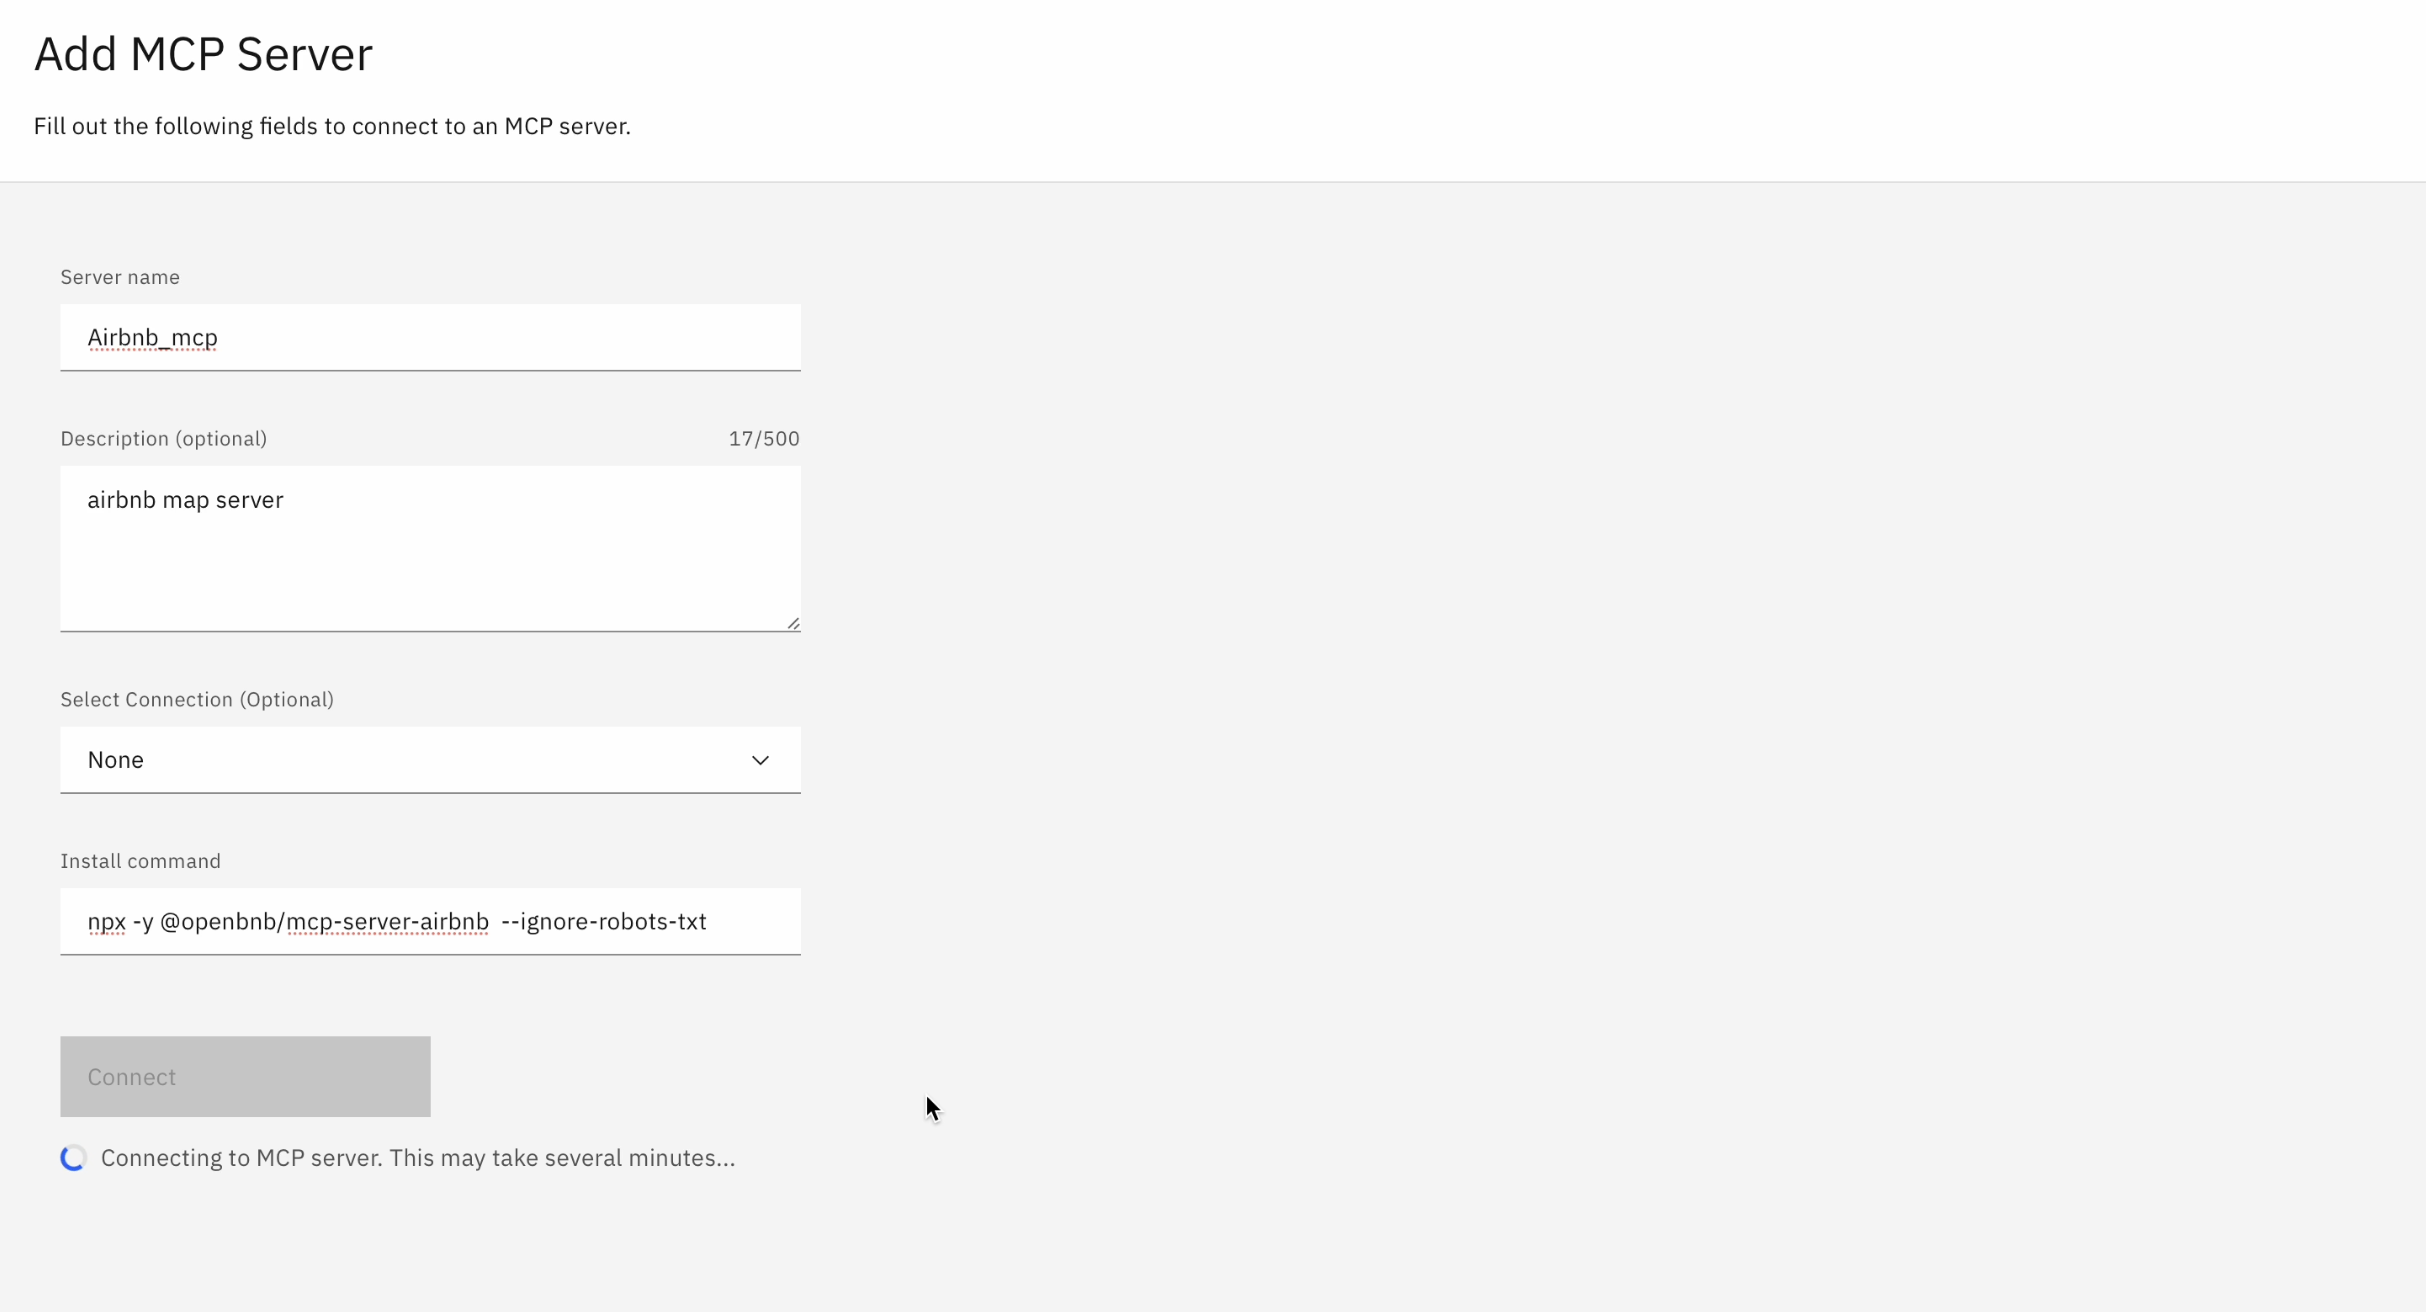 Add MCP Server
Fill out the following fields to connect to an MCP server.
Server name
Airbnb_mcp
Description (optional) 17/500
airbnb map server
Select Connection (Optional)
None
Install command
npx -y @openbnb/mcp-server-airbnb  --ignore-robots-txt
Connect
Connecting to MCP server. This may take several minutes...